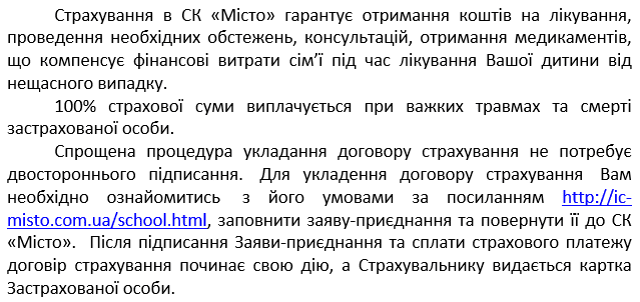 Страхування в СК «Місто» гарантує отримання коштів на лікування,
проведення необхідних обстежень, консультацій, отримання медикаментів,
що компенсує фінансові витрати сім’ї під час лікування Вашої дитини від
нещасного випадку.
100% страхової суми виплачується при важких травмах та смерті
застрахованої особи.
Спрощена процедура укладання договору страхування не потребує
двостороннього підписання. Для укладення договору страхування Вам
необхідно ознайомитись з його умовами за посиланням http://ic-
misto.com.ua/school.html, заповнити заяву-приєднання та повернути її до СК
«Місто». Після підписання Заяви-приєднання та сплати страхового платежу
договір страхування починає свою дію, а Страхувальнику видається картка
Застрахованої особи.